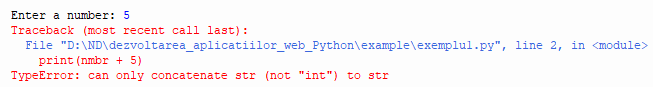 Enter a number: 5
Traceback (most recent call last):
  File "D:\ND\dezvoltarea_aplicatiilor_web_Python\example\exemplu1.py", line 2, in <module>
    print(nmbr + 5)
TypeError: can only concatenate str (not "int") to str